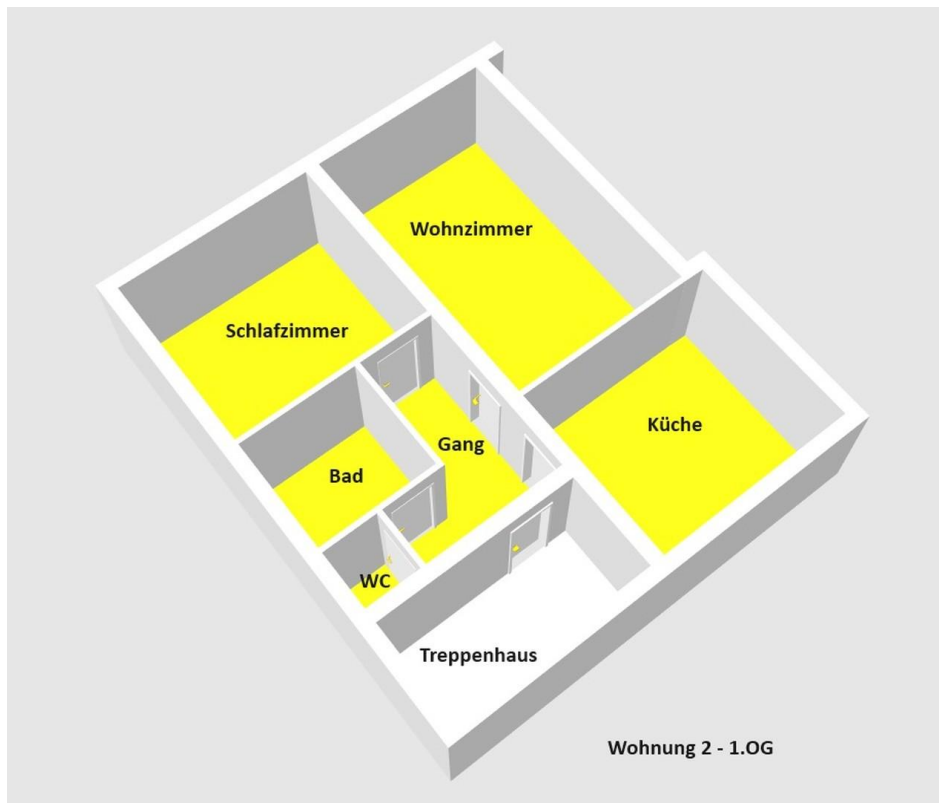 Wohnzimmer
Schlafzimmer
Küche
Gang
Bad
WC
Treppenhaus
Wohnung 2 - 1.OG